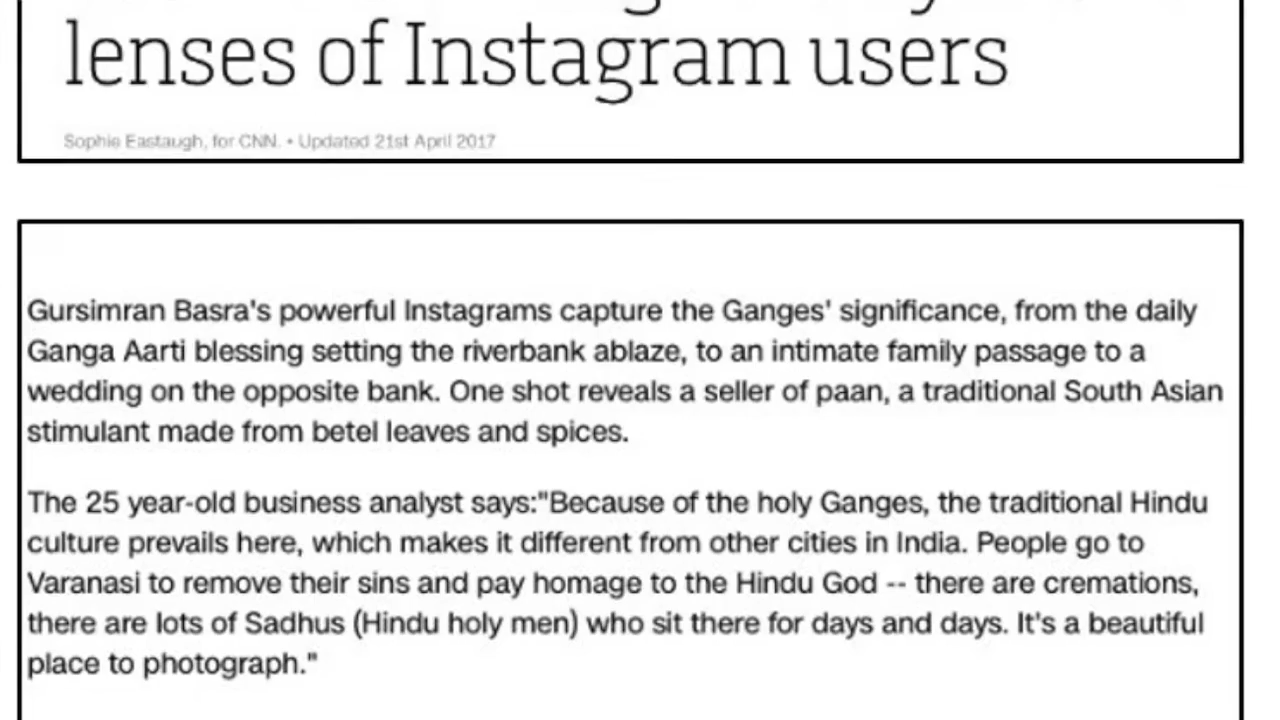 lenses of Instagram users
Sophie Eastaugh, for CNN. • Updated 21st April 2017
Gursimran Basra's powerful Instagrams capture the Ganges' significance, from the daily
Ganga Aarti blessing setting the riverbank ablaze, to an intimate family passage to a
wedding on the opposite bank. One shot reveals a seller of paan, a traditional South Asian
stimulant made from betel leaves and spices.
The 25 year-old business analyst says:"Because of the holy Ganges, the traditional Hindu
culture prevails here, which makes it different from other cities in India. People go to
Varanasi to remove their sins and pay homage to the Hindu God -- there are cremations,
there are lots of Sadhus (Hindu holy men) who sit there for days and days. It's a beautiful
place to photograph."